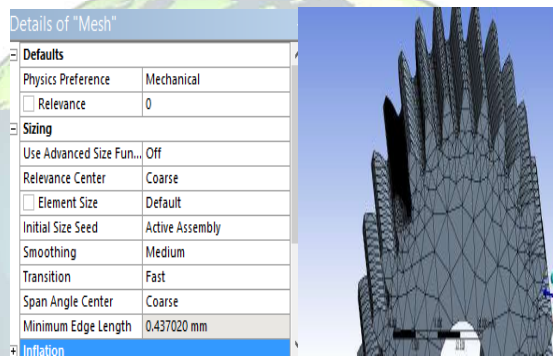 Details of "Mesh"
Defaults
Physics Preference Mechanical
Relevance 0
Sizing
Use Advanced Size Fun... Off
Relevance Center Coarse
Element Size Default
Initial Size Seed Active Assembly
Smoothing Medium
Transition Fast
Span Angle Center Coarse
Minimum Edge Length 0.437020 mm
Inflation